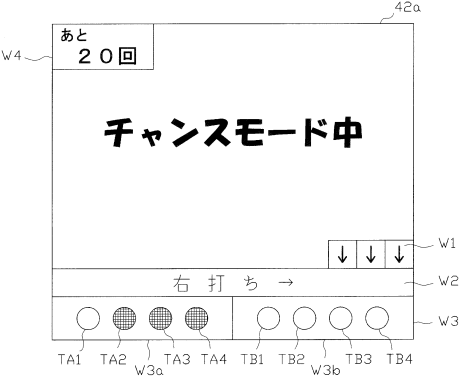 42a
あと
20回
W4
チャンスモード中
↓ ↓ ↓
W1
右打ち→
W2
W3
TA1 TA2 TA3 TA4 TB1 TB2 TB3 TB4
W3a W3b